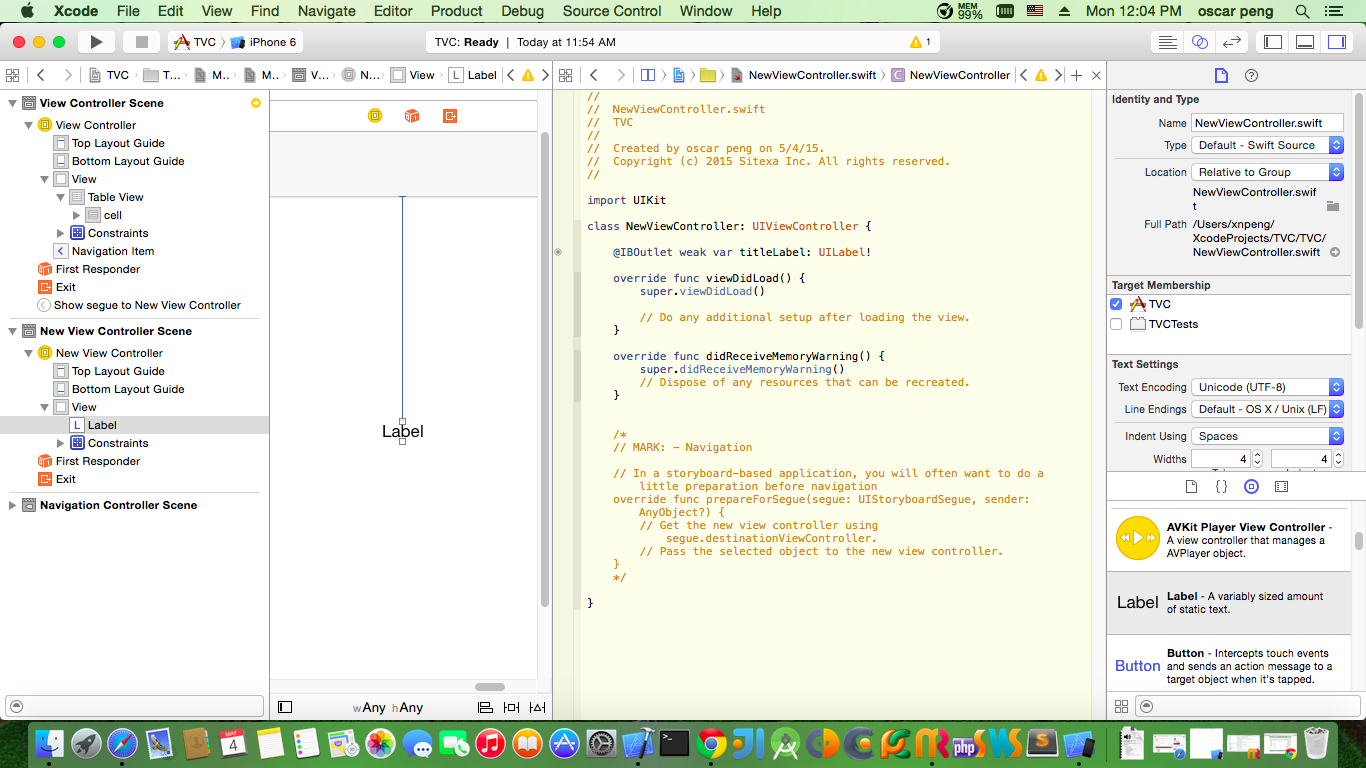 Xcode File Edit View Find Navigate Editor Product Debug Source Control Window Help MEM 99% Mon 12:04 PM oscar peng
TVC iPhone 6 TVC: Ready | Today at 11:54 AM 1
TVC T... M... M... V... N... View L Label
NewViewController.swift C NewViewController
View Controller Scene
View Controller
Top Layout Guide
Bottom Layout Guide
View
Table View
cell
Constraints
Navigation Item
First Responder
Exit
Show segue to New View Controller
New View Controller Scene
New View Controller
Top Layout Guide
Bottom Layout Guide
View
L Label
Constraints
First Responder
Exit
Navigation Controller Scene
Label
wAny hAny
//
// NewViewController.swift
// TVC
//
// Created by oscar peng on 5/4/15.
// Copyright (c) 2015 Sitexa Inc. All rights reserved.
//
import UIKit
class NewViewController: UIViewController {
@IBOutlet weak var titleLabel: UILabel!
override func viewDidLoad() {
super.viewDidLoad()
// Do any additional setup after loading the view.
}
override func didReceiveMemoryWarning() {
super.didReceiveMemoryWarning()
// Dispose of any resources that can be recreated.
}
/*
// MARK: - Navigation
// In a storyboard-based application, you will often want to do a
little preparation before navigation
override func prepareForSegue(segue: UIStoryboardSegue, sender:
AnyObject?) {
// Get the new view controller using
segue.destinationViewController.
// Pass the selected object to the new view controller.
}
*/
}
Identity and Type
Name NewViewController.swift
Type Default - Swift Source
Location Relative to Group
NewViewController.swif
t
Full Path /Users/xnpeng/
XcodeProjects/TVC/TVC/
NewViewController.swift
Target Membership
TVC
TVCTests
Text Settings
Text Encoding Unicode (UTF-8)
Line Endings Default - OS X / Unix (LF)
Indent Using Spaces
Widths 4 4
{}
AVKit Player View Controller -
A view controller that manages a
AVPlayer object.
Label Label - A variably sized amount
of static text.
Button Button - Intercepts touch events
and sends an action message to a
target object when it's tapped.
MAY 4 php S WS S